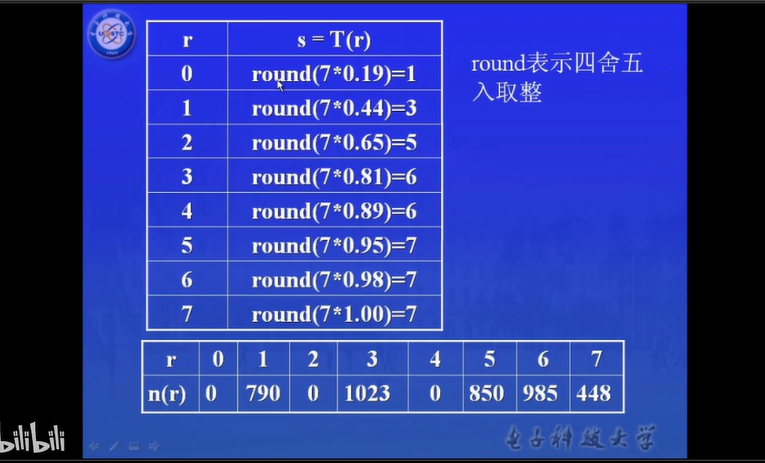 r s = T(r)
0 round(7*0.19)=1
1 round(7*0.44)=3
2 round(7*0.65)=5
3 round(7*0.81)=6
4 round(7*0.89)=6
5 round(7*0.95)=7
6 round(7*0.98)=7
7 round(7*1.00)=7
round表示四舍五
入取整
r 0 1 2 3 4 5 6 7
n(r) 0 790 0 1023 0 850 985 448
bilibili
电子科技大学